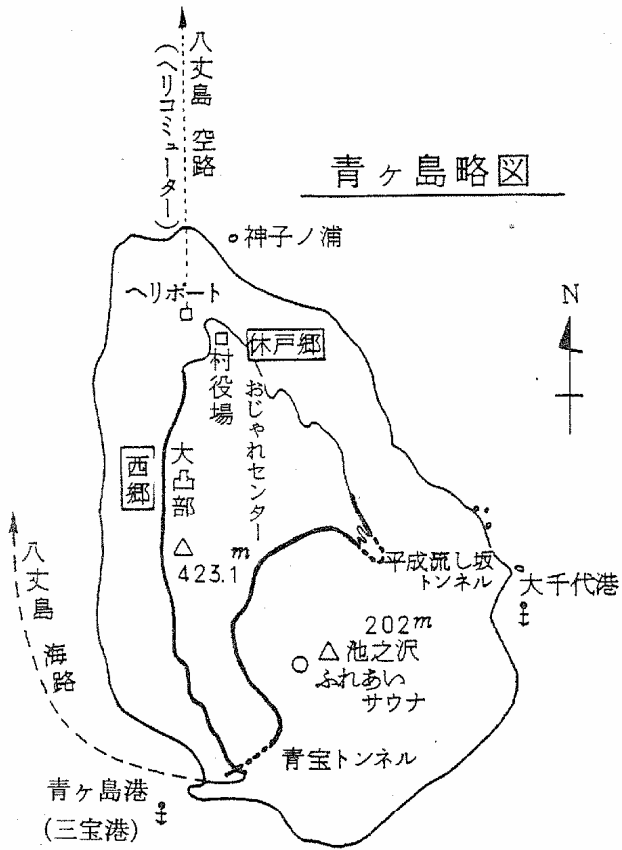 八丈島 空路
(ヘリコミューター)
青ヶ島略図
神子ノ浦
ヘリポート
N
休戸郷
村役場
おじゃれセンター
西郷
大凸部
423.1m
八丈島 海路
平成流し坂
トンネル
大千代港
202m
池之沢
ふれあい
サウナ
青宝トンネル
青ヶ島港
(三宝港)